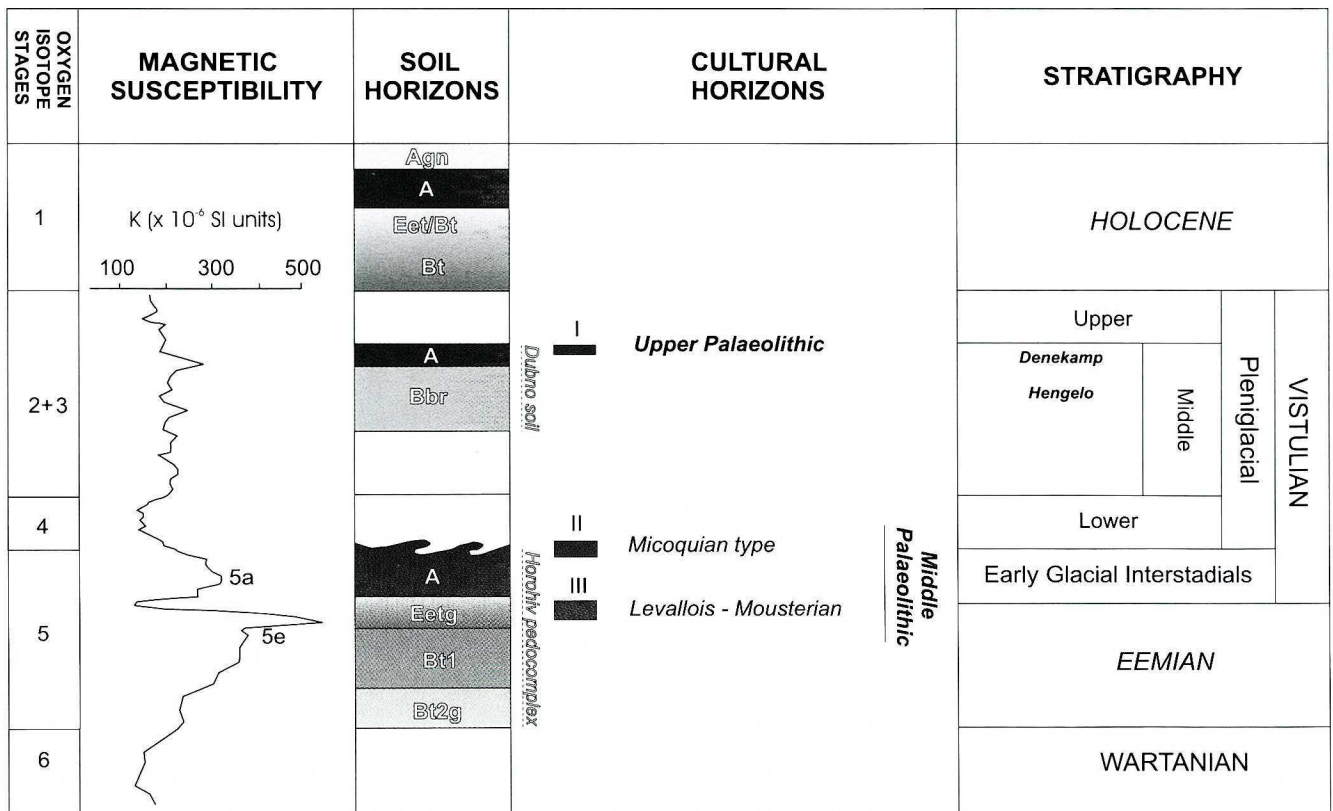 OXYGEN
ISOTOPE
STAGES
MAGNETIC
SUSCEPTIBILITY
SOIL
HORIZONS
CULTURAL
HORIZONS
STRATIGRAPHY
1
2+3
4
5
6
K (x 10⁻⁶ SI units)
100 300 500
5a
5e
Agn
A
Eet/Bt
Bt
A
Bbr
A
Eetg
Bt1
Bt2g
Dubno soil
Horohiv pedocomplex
I
Upper Palaeolithic
II
Micoquian type
III
Levallois - Mousterian
Middle
Palaeolithic
HOLOCENE
Upper
Denekamp
Hengelo
Middle
Lower
Pleniglacial
VISTULIAN
Early Glacial Interstadials
EEMIAN
WARTANIAN